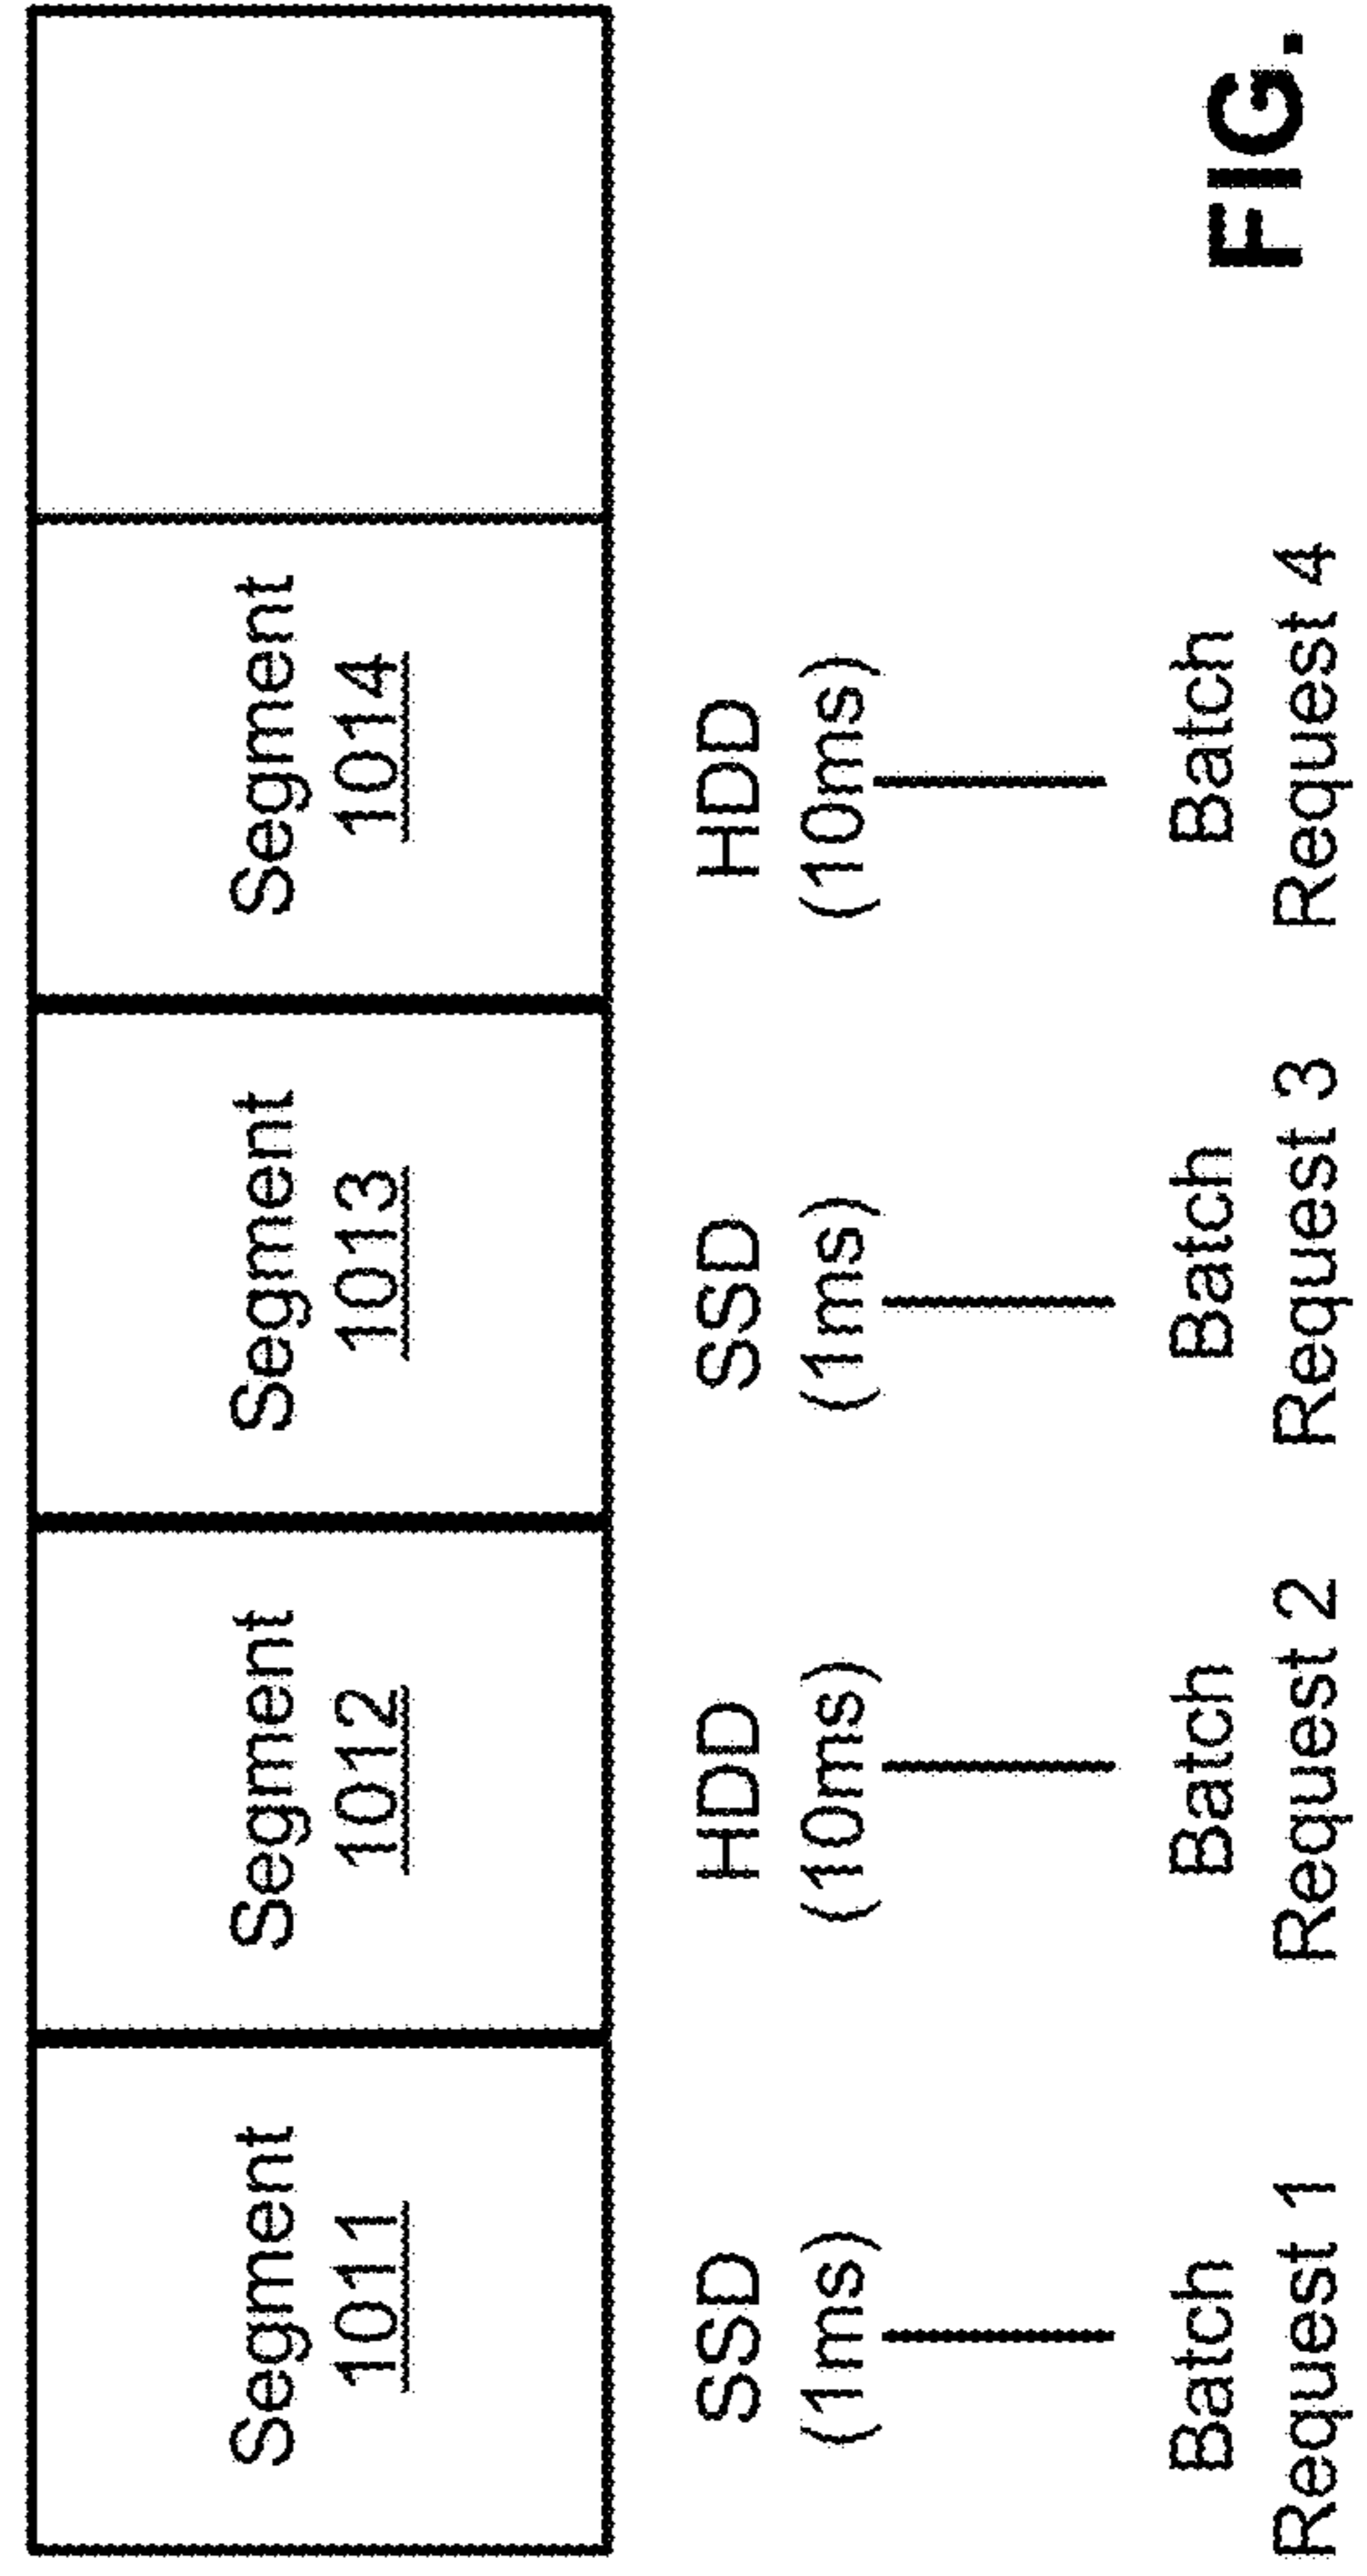 Segment
1011
Segment
1012
Segment
1013
Segment
1014
SSD
(1ms)
HDD
(10ms)
SSD
(1ms)
HDD
(10ms)
Batch
Request 1
Batch
Request 2
Batch
Request 3
Batch
Request 4
FIG.